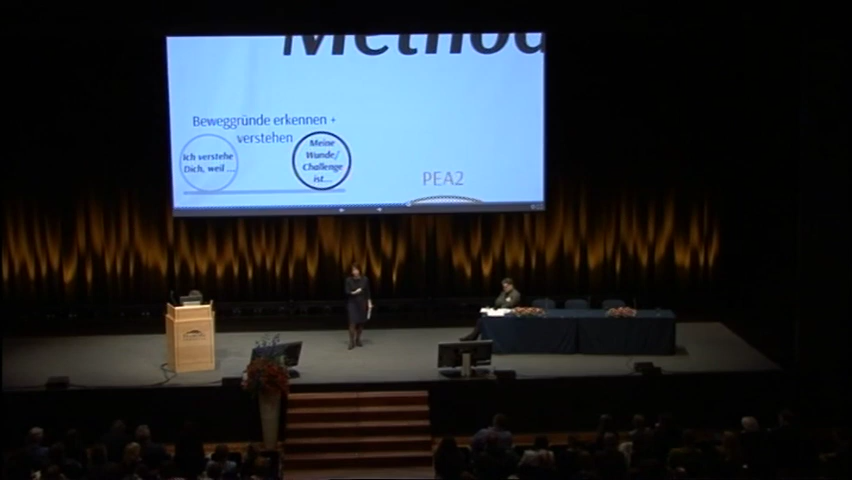 Method
Beweggründe erkennen +
verstehen
Ich verstehe
Dich, weil ...
Meine
Wunde/
Challenge
ist...
PEA2